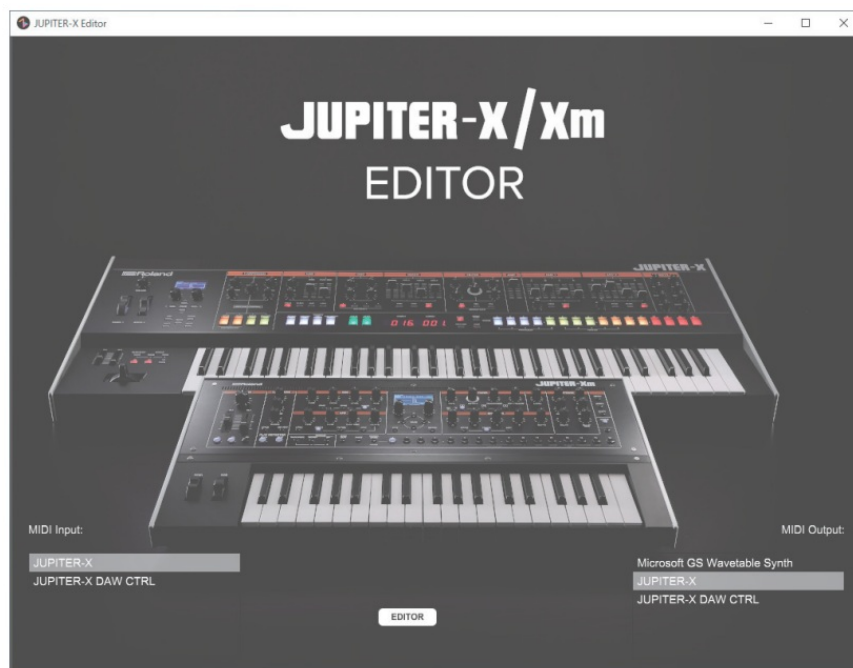 JUPITER-X Editor
JUPITER-X/Xm
EDITOR
JUPITER-X
Roland
016 001
Roland
JUPITER-Xm
MIDI Input:
MIDI Output:
JUPITER-X
JUPITER-X DAW CTRL
Microsoft GS Wavetable Synth
JUPITER-X
JUPITER-X DAW CTRL
EDITOR